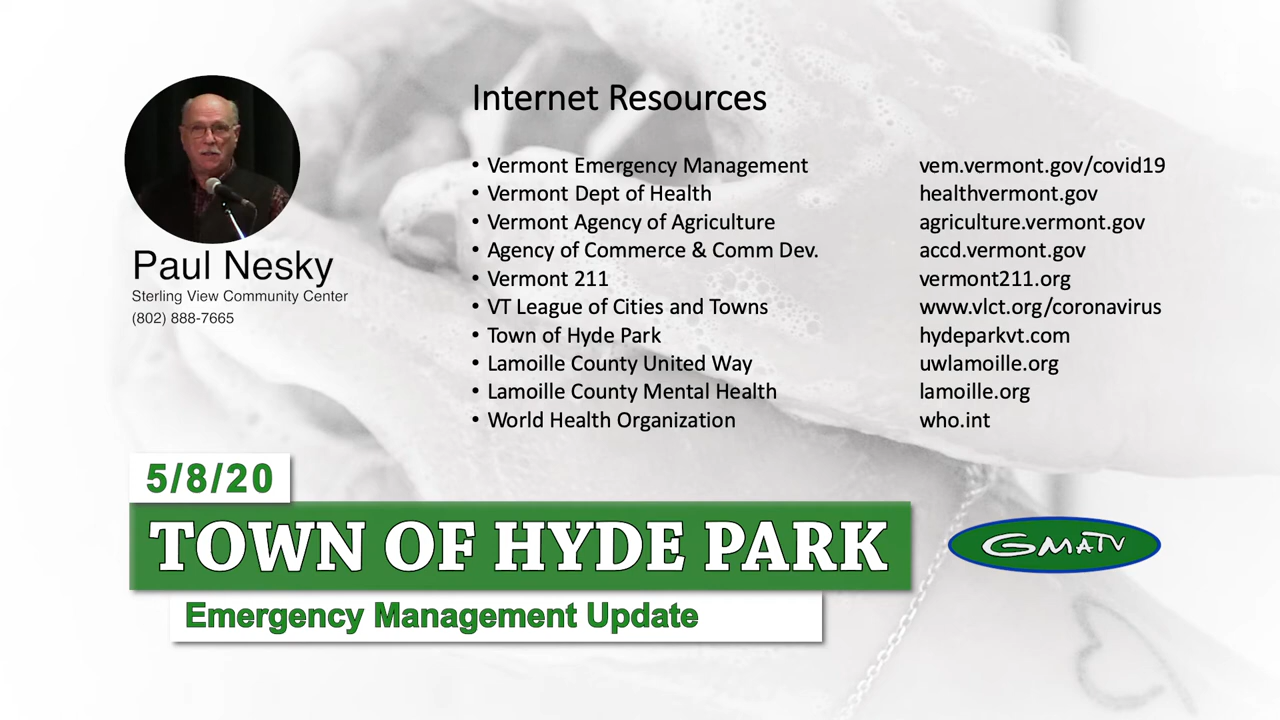 Internet Resources
• Vermont Emergency Management vem.vermont.gov/covid19
• Vermont Dept of Health healthvermont.gov
• Vermont Agency of Agriculture agriculture.vermont.gov
• Agency of Commerce & Comm Dev. accd.vermont.gov
• Vermont 211 vermont211.org
• VT League of Cities and Towns www.vlct.org/coronavirus
• Town of Hyde Park hydeparkvt.com
• Lamoille County United Way uwlamoille.org
• Lamoille County Mental Health lamoille.org
• World Health Organization who.int
Paul Nesky
Sterling View Community Center
(802) 888-7665
5/8/20
TOWN OF HYDE PARK
GMATV
Emergency Management Update